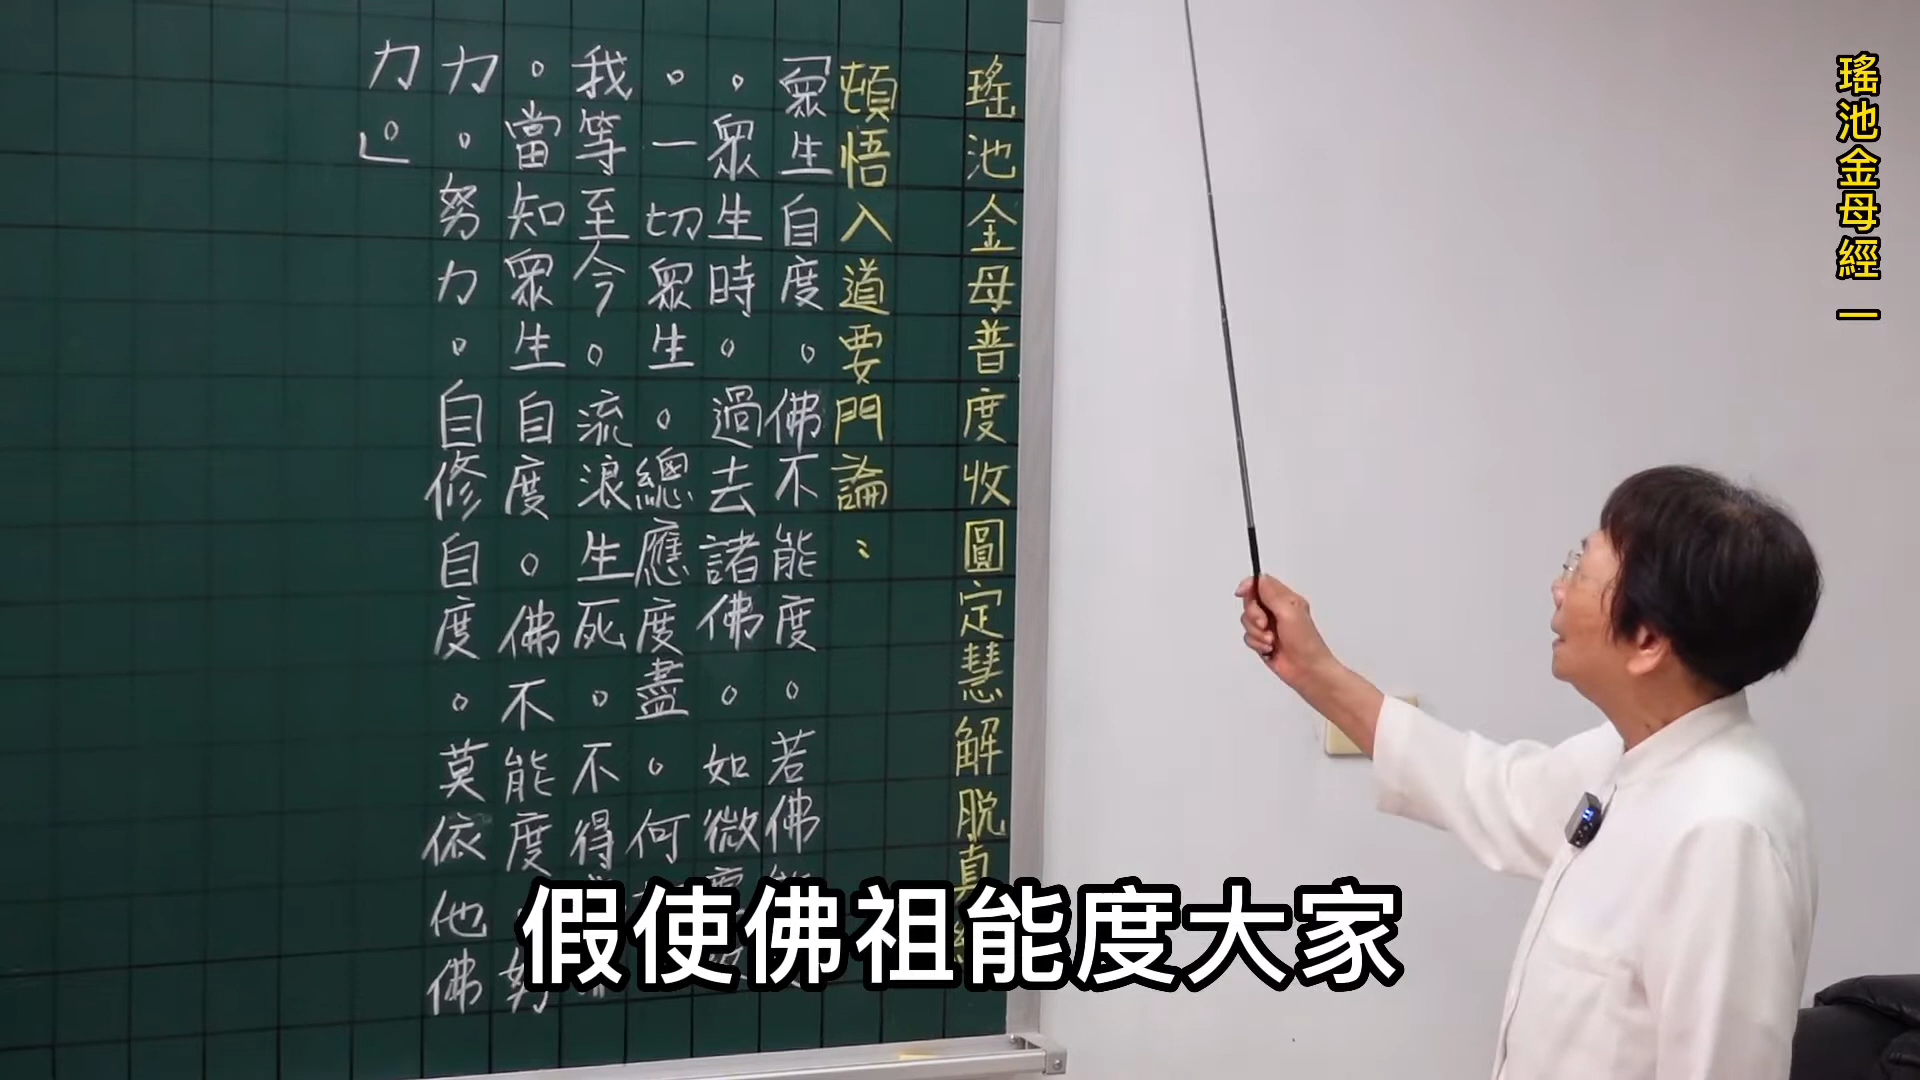 瑤池金母普度收圓定慧解脫真
頓悟入道要門論：
「眾生自度。佛不能度。若佛
。眾生時。過去諸佛。如微
。一切眾生。總應度盡。何
我等至今。流浪生死。不得
。當知眾生自度。佛不能度。努
力。努力。自修自度。莫依他佛
力。」
瑤池金母經 一
假使佛祖能度大家